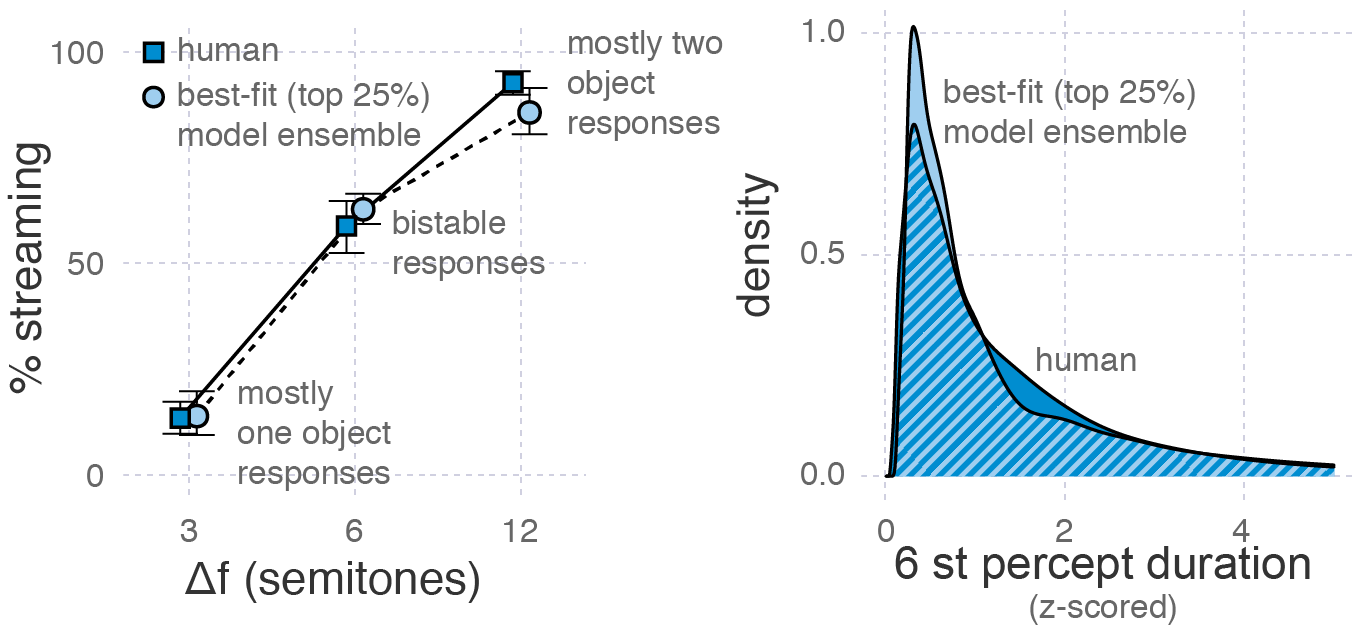 100
50
0
% streaming
human
best-fit (top 25%)
model ensemble
mostly two
object
responses
bistable
responses
mostly
one object
responses
3
6
12
Δf (semitones)
1.0
0.5
0.0
density
best-fit (top 25%)
model ensemble
human
0
2
4
6 st percept duration
(z-scored)